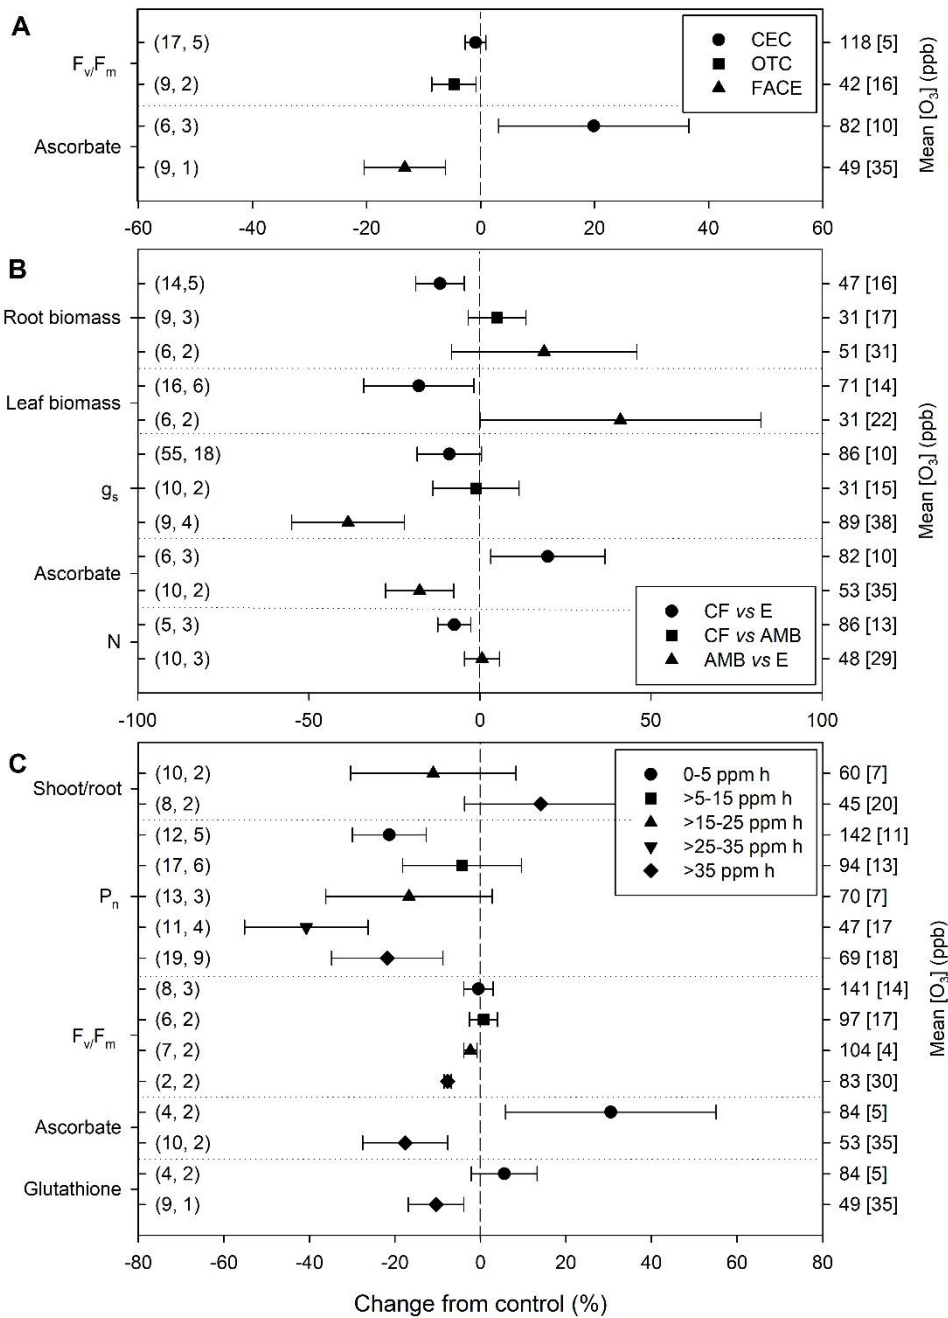 A
CEC
OTC
FACE
F_v/F_m
(17, 5)
118 [5]
(9, 2)
42 [16]
Ascorbate
(6, 3)
82 [10]
(9, 1)
49 [35]
Mean [O₃] (ppb)
-60 -40 -20 0 20 40 60
B
Root biomass
(14,5)
47 [16]
(9, 3)
31 [17]
(6, 2)
51 [31]
Leaf biomass
(16, 6)
71 [14]
(6, 2)
31 [22]
g_s
(55, 18)
86 [10]
(10, 2)
31 [15]
(9, 4)
89 [38]
Ascorbate
(6, 3)
82 [10]
(10, 2)
53 [35]
N
(5, 3)
86 [13]
(10, 3)
48 [29]
CF vs E
CF vs AMB
AMB vs E
Mean [O₃] (ppb)
-100 -50 0 50 100
C
0-5 ppm h
>5-15 ppm h
>15-25 ppm h
>25-35 ppm h
>35 ppm h
Shoot/root
(10, 2)
60 [7]
(8, 2)
45 [20]
P_n
(12, 5)
142 [11]
(17, 6)
94 [13]
(13, 3)
70 [7]
(11, 4)
47 [17
(19, 9)
69 [18]
F_v/F_m
(8, 3)
141 [14]
(6, 2)
97 [17]
(7, 2)
104 [4]
(2, 2)
83 [30]
Ascorbate
(4, 2)
84 [5]
(10, 2)
53 [35]
Glutathione
(4, 2)
84 [5]
(9, 1)
49 [35]
Mean [O₃] (ppb)
-80 -60 -40 -20 0 20 40 60 80
Change from control (%)